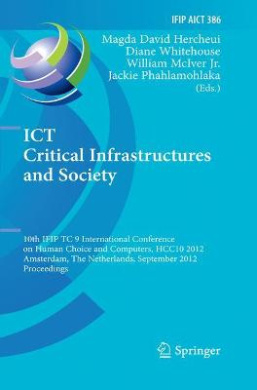 IFIP AICT 386
Magda David Hercheui
Diane Whitehouse
William McIver Jr.
Jackie Phahlamohlaka
(Eds.)
ICT
Critical Infrastructures
and Society
10th IFIP TC 9 International Conference
on Human Choice and Computers, HCC10 2012
Amsterdam, The Netherlands, September 2012
Proceedings
Springer